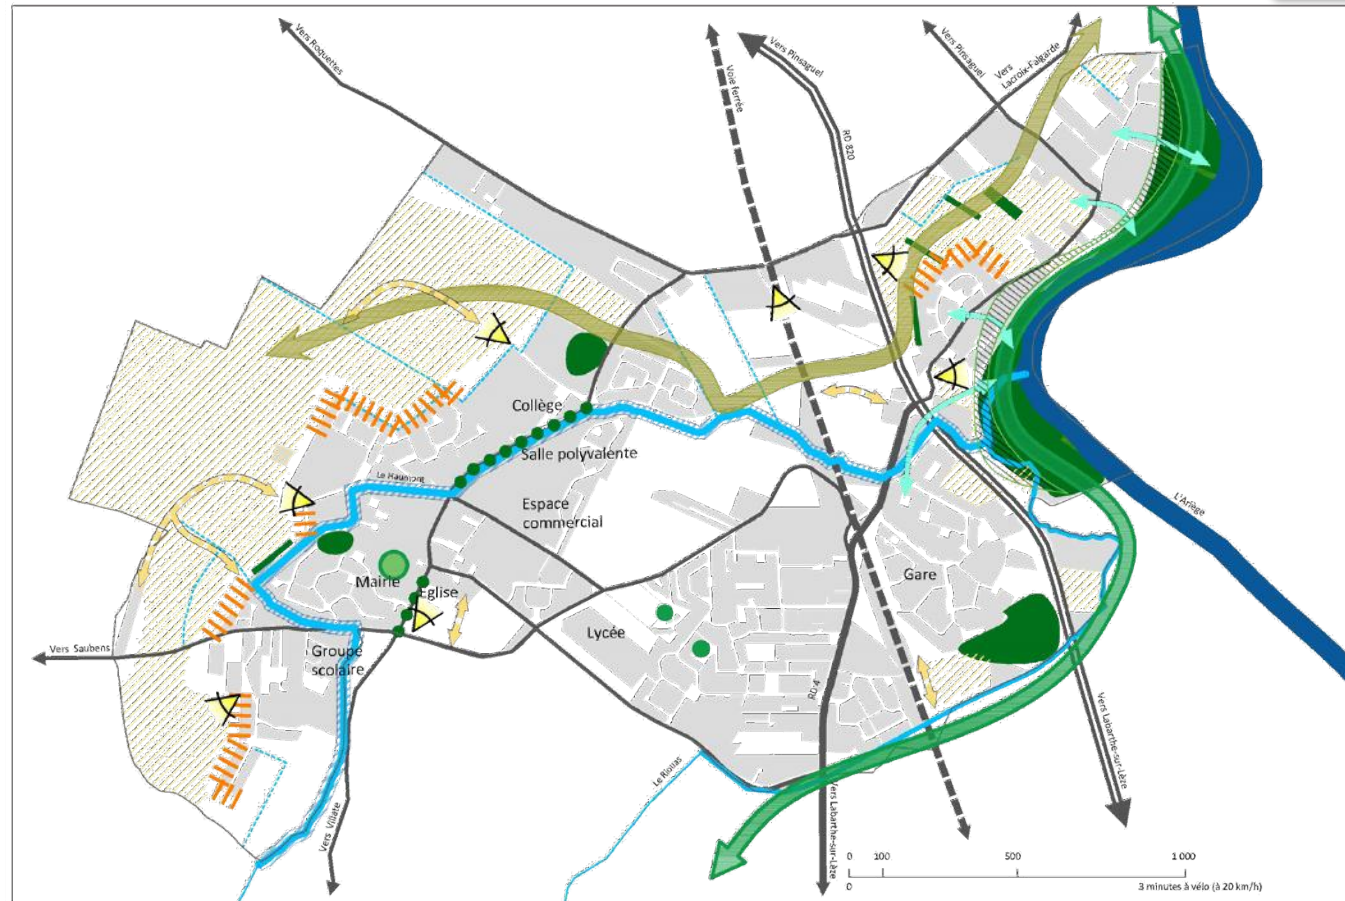 Vers Roquettes
Voie ferrée
Vers Pinsaguel
RD 820
Vers Pinsaguel
Vers
Lacroix-Falgarde
Collège
Salle polyvalente
Le Haumont
Espace
commercial
L'Ariège
Mairie
Eglise
Gare
Lycée
Vers Saubens
Groupe
scolaire
RD 4
Vers Labarthe-sur-Lèze
Le Riouas
Vers Villate
Vers Labarthe-sur-Lèze
0 100 500 1 000
0 3 minutes à vélo (à 20 km/h)